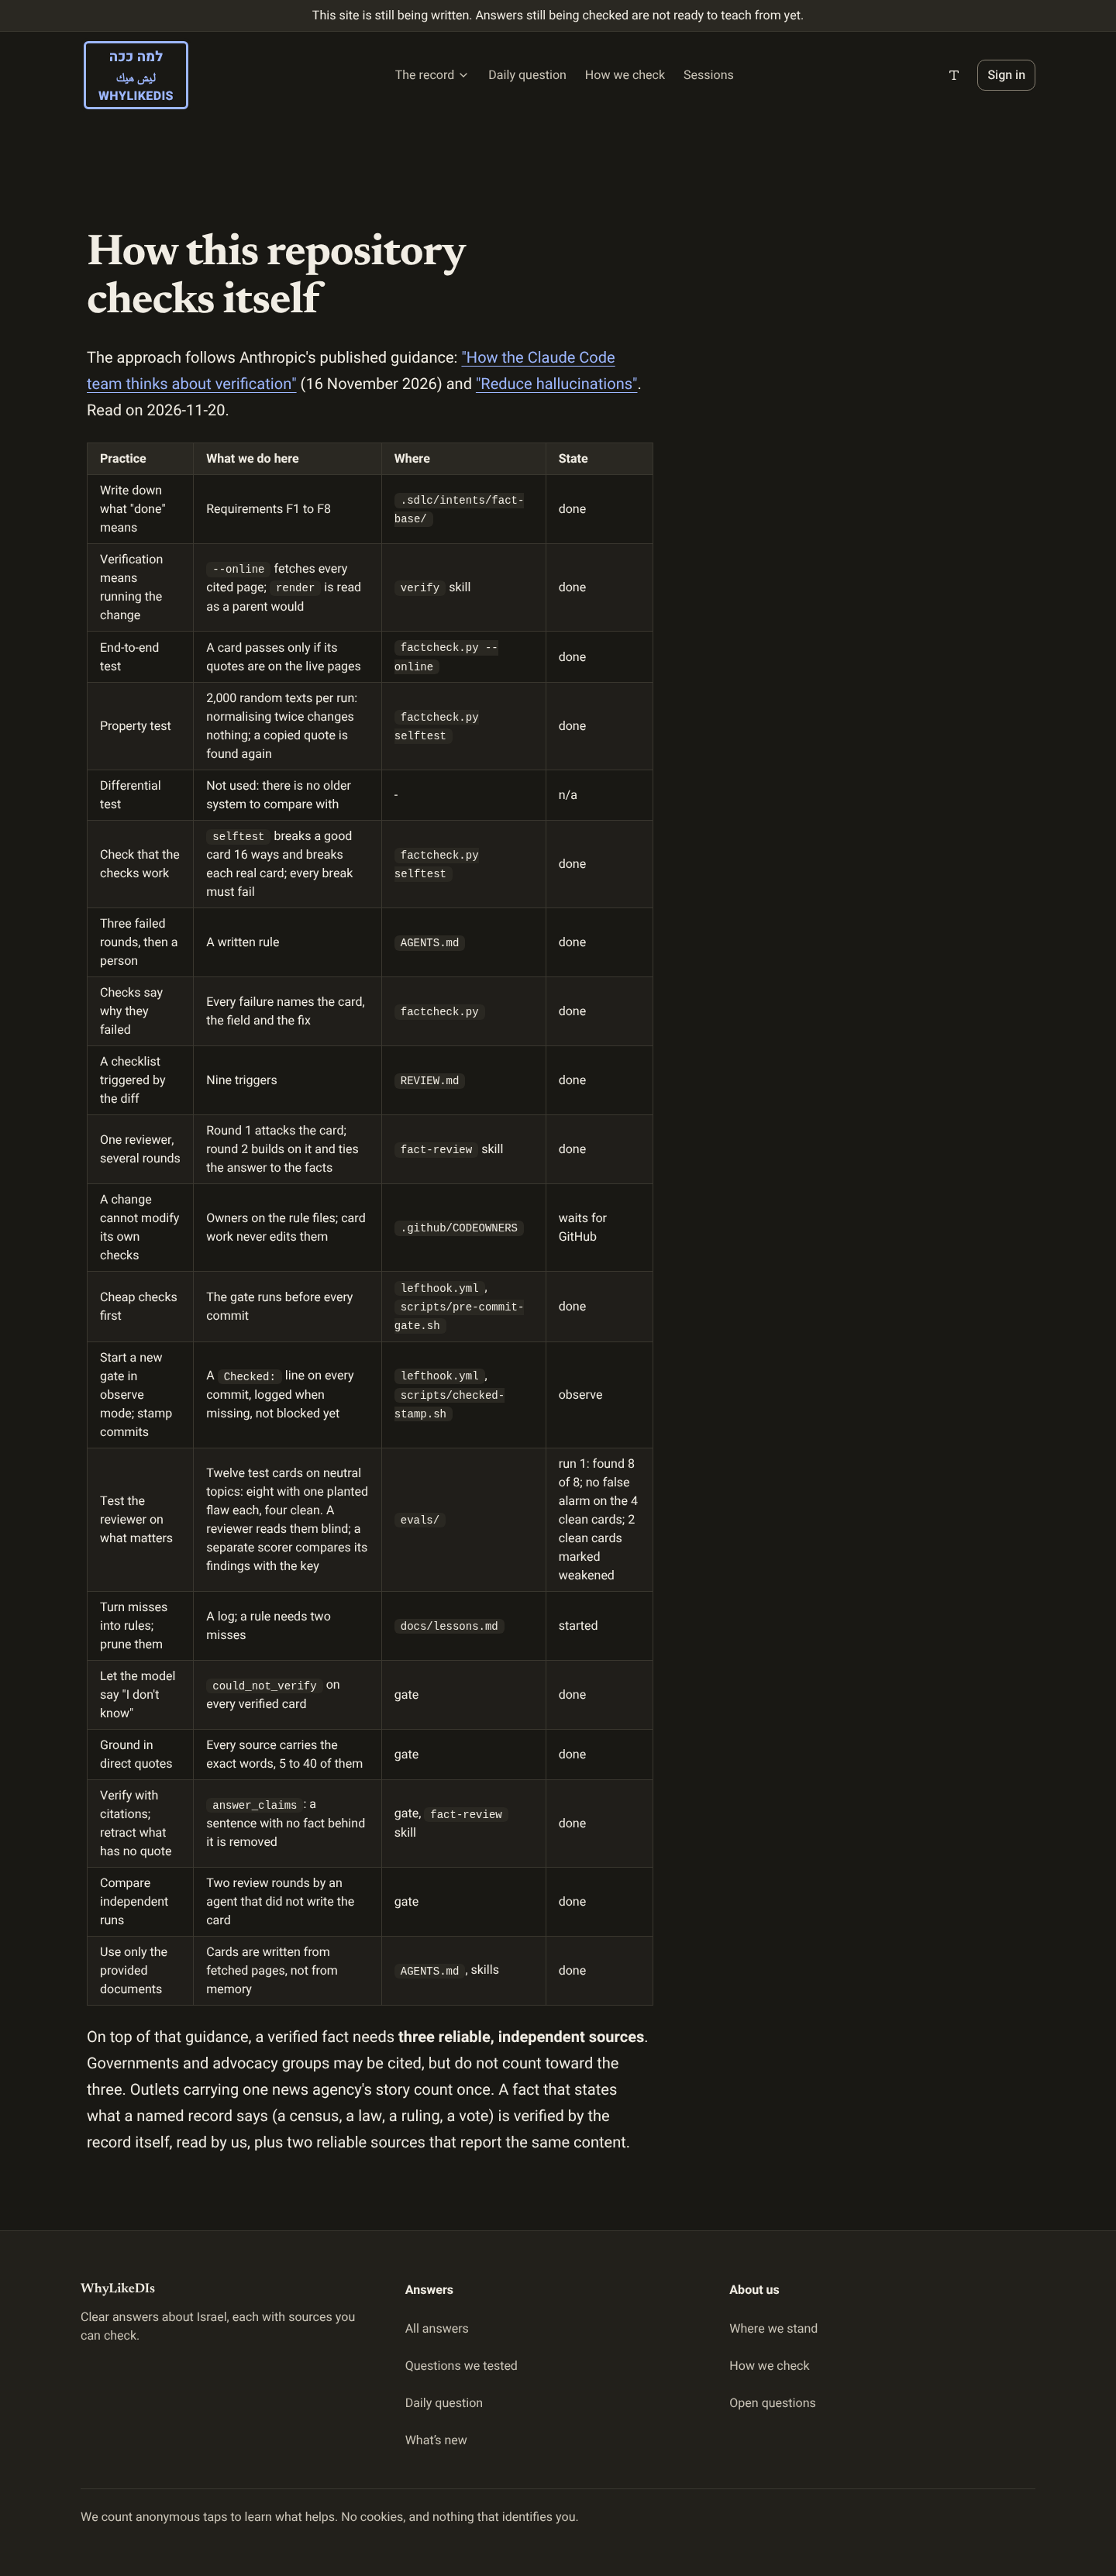 This site is still being written. Answers still being checked are not ready to teach from yet.
למה ככה
ليش هيك
WHYLIKEDIS
The record
Daily question
How we check
Sessions
Sign in
How this repository
checks itself
The approach follows Anthropic's published guidance: "How the Claude Code
team thinks about verification" (16 November 2026) and "Reduce hallucinations".
Read on 2026-11-20.
Practice
What we do here
Where
State
Write down
what "done"
means
Requirements F1 to F8
.sdlc/intents/fact-
base/
done
Verification
means
running the
change
--online fetches every
cited page; render is read
as a parent would
verify skill
done
End-to-end
test
A card passes only if its
quotes are on the live pages
factcheck.py --
online
done
Property test
2,000 random texts per run:
normalising twice changes
nothing; a copied quote is
found again
factcheck.py
selftest
done
Differential
test
Not used: there is no older
system to compare with
-
n/a
Check that the
checks work
selftest breaks a good
card 16 ways and breaks
each real card; every break
must fail
factcheck.py
selftest
done
Three failed
rounds, then a
person
A written rule
AGENTS.md
done
Checks say
why they
failed
Every failure names the card,
the field and the fix
factcheck.py
done
A checklist
triggered by
the diff
Nine triggers
REVIEW.md
done
One reviewer,
several rounds
Round 1 attacks the card;
round 2 builds on it and ties
the answer to the facts
fact-review skill
done
A change
cannot modify
its own
checks
Owners on the rule files; card
work never edits them
.github/CODEOWNERS
waits for
GitHub
Cheap checks
first
The gate runs before every
commit
lefthook.yml,
scripts/pre-commit-
gate.sh
done
Start a new
gate in
observe
mode; stamp
commits
A Checked: line on every
commit, logged when
missing, not blocked yet
lefthook.yml,
scripts/checked-
stamp.sh
observe
Test the
reviewer on
what matters
Twelve test cards on neutral
topics: eight with one planted
flaw each, four clean. A
reviewer reads them blind; a
separate scorer compares its
findings with the key
evals/
run 1: found 8
of 8; no false
alarm on the 4
clean cards; 2
clean cards
marked
weakened
Turn misses
into rules;
prune them
A log; a rule needs two
misses
docs/lessons.md
started
Let the model
say "I don't
know"
could_not_verify on
every verified card
gate
done
Ground in
direct quotes
Every source carries the
exact words, 5 to 40 of them
gate
done
Verify with
citations;
retract what
has no quote
answer_claims: a
sentence with no fact behind
it is removed
gate, fact-review
skill
done
Compare
independent
runs
Two review rounds by an
agent that did not write the
card
gate
done
Use only the
provided
documents
Cards are written from
fetched pages, not from
memory
AGENTS.md, skills
done
On top of that guidance, a verified fact needs three reliable, independent sources.
Governments and advocacy groups may be cited, but do not count toward the
three. Outlets carrying one news agency's story count once. A fact that states
what a named record says (a census, a law, a ruling, a vote) is verified by the
record itself, read by us, plus two reliable sources that report the same content.
WhyLikeDIs
Clear answers about Israel, each with sources you
can check.
Answers
All answers
Questions we tested
Daily question
What's new
About us
Where we stand
How we check
Open questions
We count anonymous taps to learn what helps. No cookies, and nothing that identifies you.